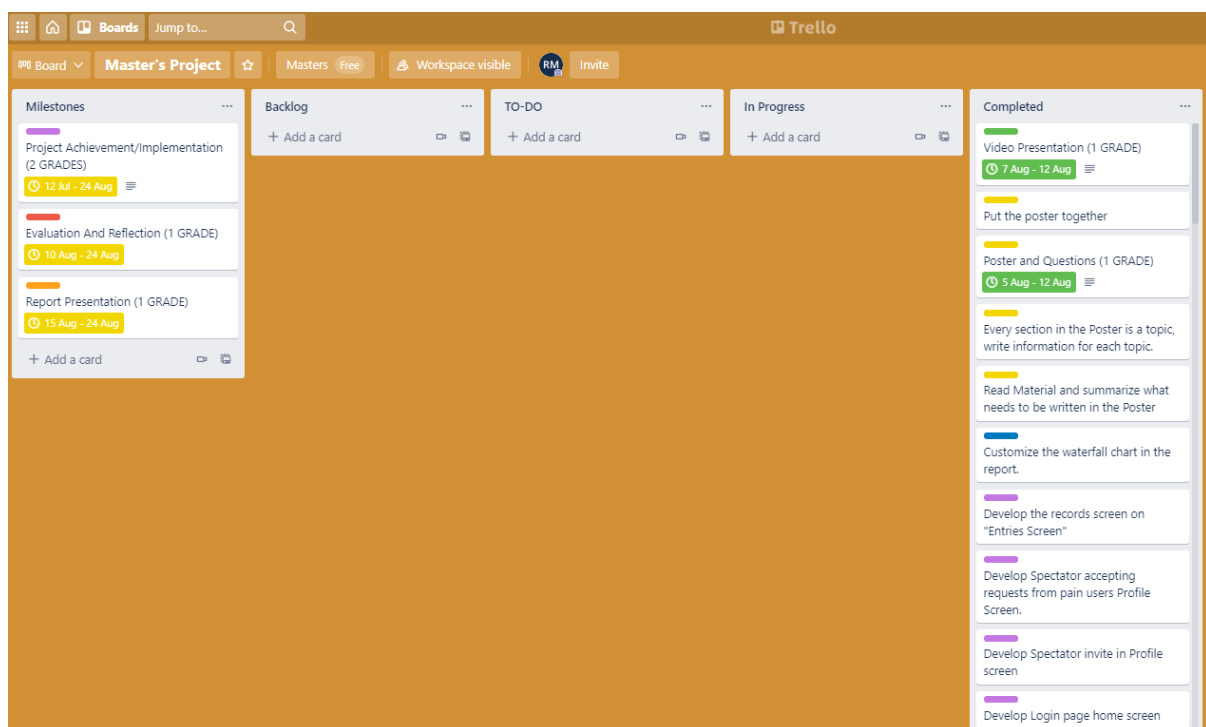 Boards
Jump to...
Trello
Board
Master's Project
Masters Free
Workspace visible
RM
Invite
Milestones
Project Achievement/Implementation
(2 GRADES)
12 Jul - 24 Aug
Evaluation And Reflection (1 GRADE)
10 Aug - 24 Aug
Report Presentation (1 GRADE)
15 Aug - 24 Aug
+ Add a card
Backlog
+ Add a card
TO-DO
+ Add a card
In Progress
+ Add a card
Completed
Video Presentation (1 GRADE)
7 Aug - 12 Aug
Put the poster together
Poster and Questions (1 GRADE)
5 Aug - 12 Aug
Every section in the Poster is a topic,
write information for each topic.
Read Material and summarize what
needs to be written in the Poster
Customize the waterfall chart in the
report.
Develop the records screen on
"Entries Screen"
Develop Spectator accepting
requests from pain users Profile
Screen.
Develop Spectator invite in Profile
screen
Develop Login page home screen